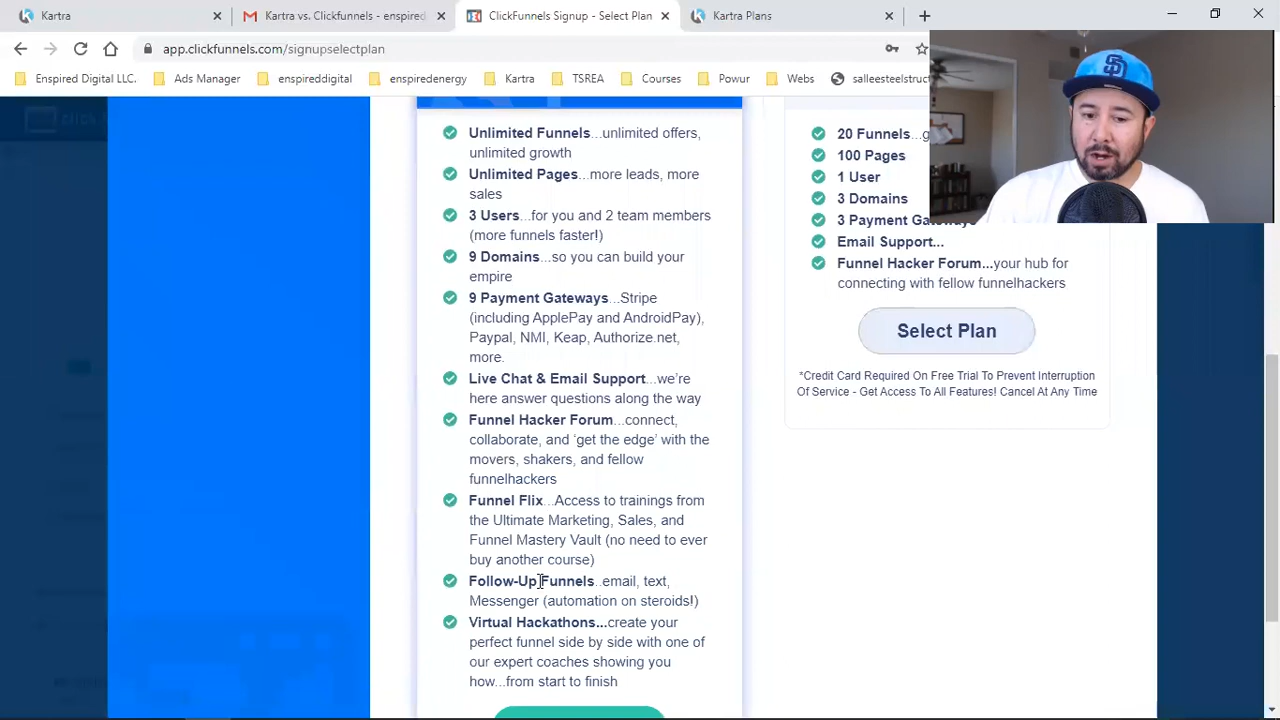 Kartra
Kartra vs. Clickfunnels - enspired
ClickFunnels Signup - Select Plan
Kartra Plans
app.clickfunnels.com/signupselectplan
Enspired Digital LLC.
Ads Manager
enspireddigital
enspiredenergy
Kartra
TSREA
Courses
Powur
Webs
salleesteelstruct
Unlimited Funnels...unlimited offers,
unlimited growth
Unlimited Pages...more leads, more
sales
3 Users...for you and 2 team members
(more funnels faster!)
9 Domains...so you can build your
empire
9 Payment Gateways...Stripe
(including ApplePay and AndroidPay),
Paypal, NMI, Keap, Authorize.net,
more.
Live Chat & Email Support...we're
here answer questions along the way
Funnel Hacker Forum...connect,
collaborate, and 'get the edge' with the
movers, shakers, and fellow
funnelhackers
Funnel Flix...Access to trainings from
the Ultimate Marketing, Sales, and
Funnel Mastery Vault (no need to ever
buy another course)
Follow-Up Funnels..email, text,
Messenger (automation on steroids!)
Virtual Hackathons...create your
perfect funnel side by side with one of
our expert coaches showing you
how...from start to finish
20 Funnels...
100 Pages
1 User
3 Domains
3 Payment Gateways
Email Support...
Funnel Hacker Forum...your hub for
connecting with fellow funnelhackers
Select Plan
*Credit Card Required On Free Trial To Prevent Interruption
Of Service - Get Access To All Features! Cancel At Any Time
SD